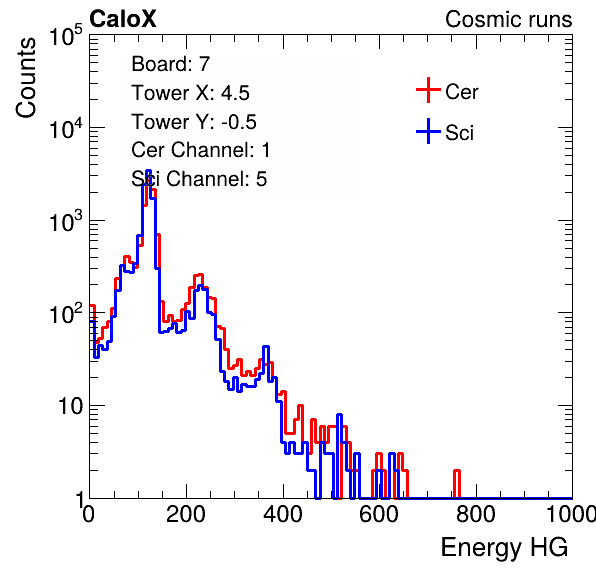 CaloX Cosmic runs
Counts
Board: 7
Tower X: 4.5
Tower Y: -0.5
Cer Channel: 1
Sci Channel: 5
Cer
Sci
10^5
10^4
10^3
10^2
10
1
0 200 400 600 800 1000
Energy HG